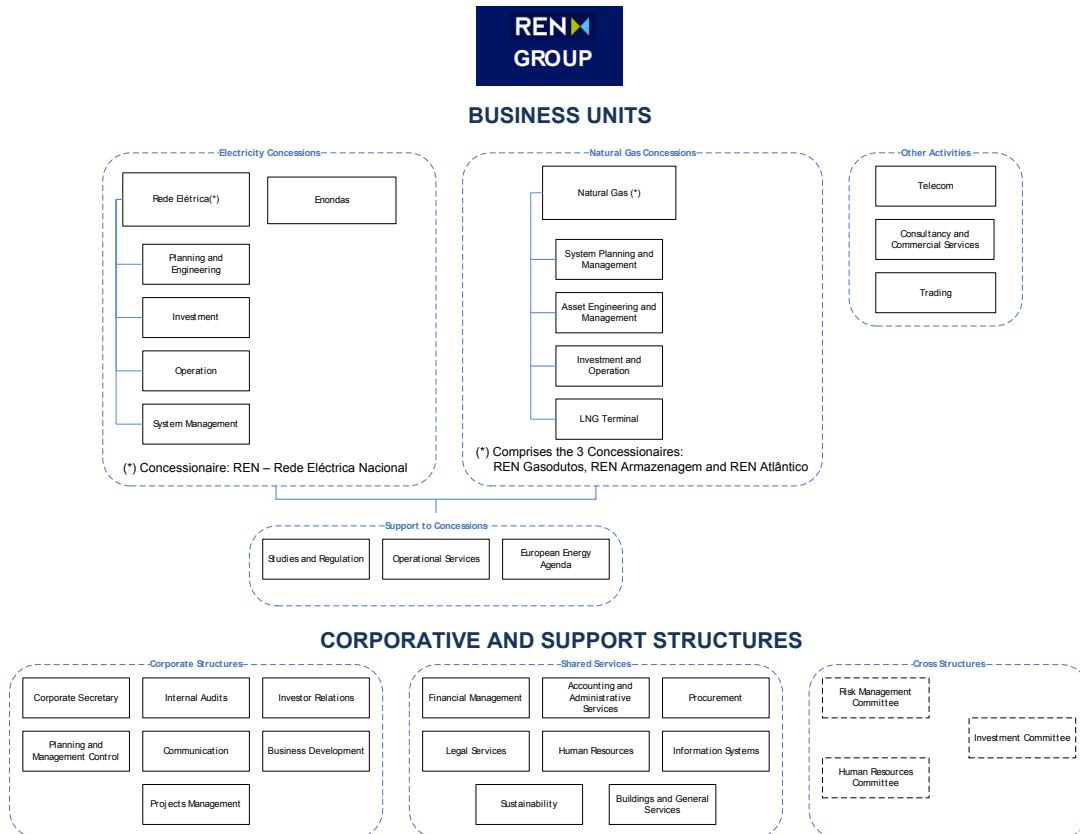 REN
GROUP
BUSINESS UNITS
Electricity Concessions
Rede Elétrica(*)
Enondas
Planning and
Engineering
Investment
Operation
System Management
(*) Concessionaire: REN – Rede Eléctrica Nacional
Natural Gas Concessions
Natural Gas (*)
System Planning and
Management
Asset Engineering and
Management
Investment and
Operation
LNG Terminal
(*) Comprises the 3 Concessionaires:
REN Gasodutos, REN Armazenagem and REN Atlântico
Other Activities
Telecom
Consultancy and
Commercial Services
Trading
Support to Concessions
Studies and Regulation
Operational Services
European Energy
Agenda
CORPORATIVE AND SUPPORT STRUCTURES
Corporate Structures
Corporate Secretary
Internal Audits
Investor Relations
Planning and
Management Control
Communication
Business Development
Projects Management
Shared Services
Financial Management
Accounting and
Administrative
Services
Procurement
Legal Services
Human Resources
Information Systems
Sustainability
Buildings and General
Services
Cross Structures
Risk Management
Committee
Investment Committee
Human Resources
Committee